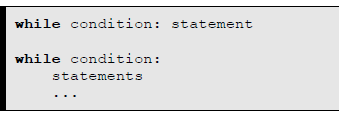 while condition: statement
while condition:
    statements
    ...